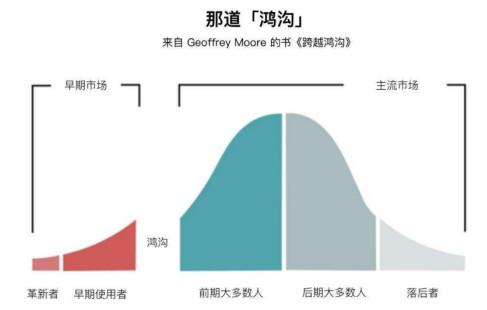 那道「鸿沟」
来自 Geoffrey Moore 的书《跨越鸿沟》
早期市场
主流市场
鸿沟
革新者
早期使用者
前期大多数人
后期大多数人
落后者